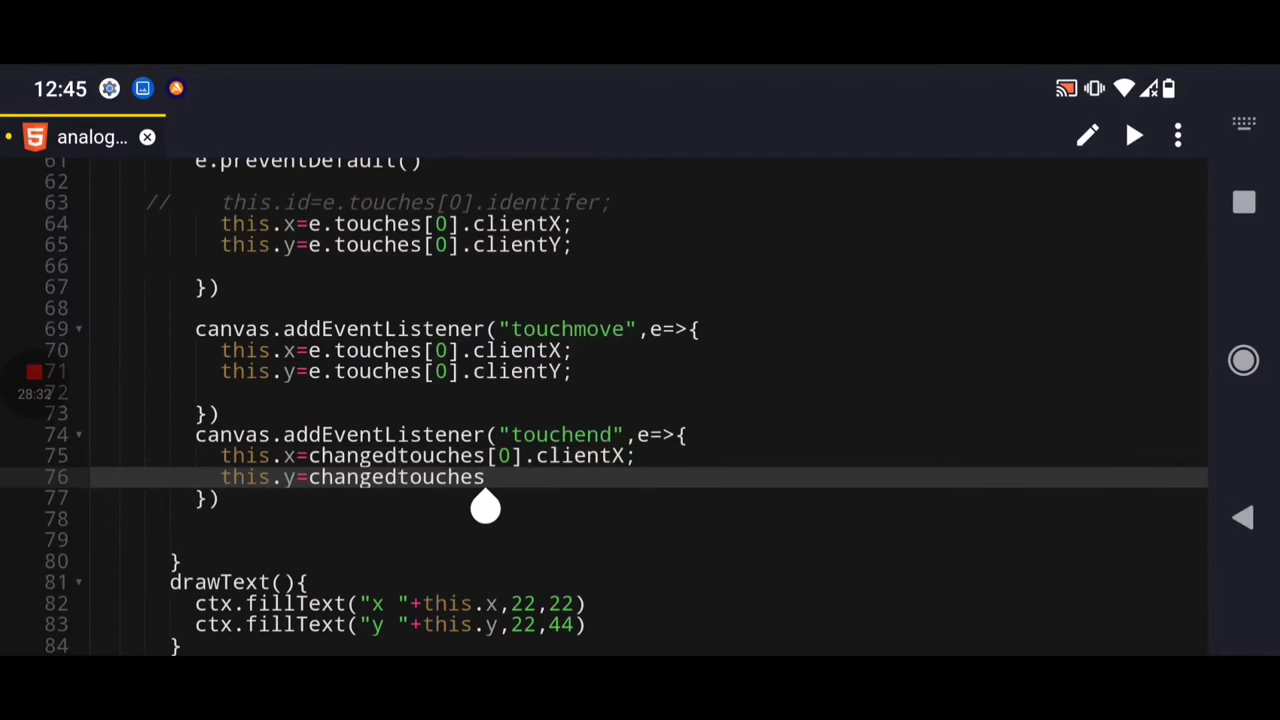 12:45
analog...
61 e.preventDefault()
62
63 // this.id=e.touches[0].identifer;
64 this.x=e.touches[0].clientX;
65 this.y=e.touches[0].clientY;
66
67 })
68
69 canvas.addEventListener("touchmove",e=>{
70 this.x=e.touches[0].clientX;
71 this.y=e.touches[0].clientY;
28:32 72
73 })
74 canvas.addEventListener("touchend",e=>{
75 this.x=changedtouches[0].clientX;
76 this.y=changedtouches
77 })
78
79
80 }
81 drawText(){
82 ctx.fillText("x "+this.x,22,22)
83 ctx.fillText("y "+this.y,22,44)
84 }